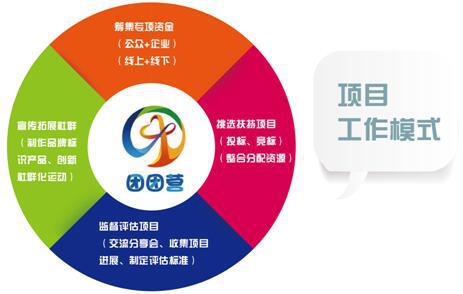 筹集专项资金
（公众+企业）
（线上+线下）
宣传拓展社群
（制作品牌标
识产品、创新
社群化运动）
推选扶持项目
（投标、竞标）
（整合分配资源）
团团营
监督评估项目
（交流分享会、收集项目
进展、制定评估标准）
项目
工作模式